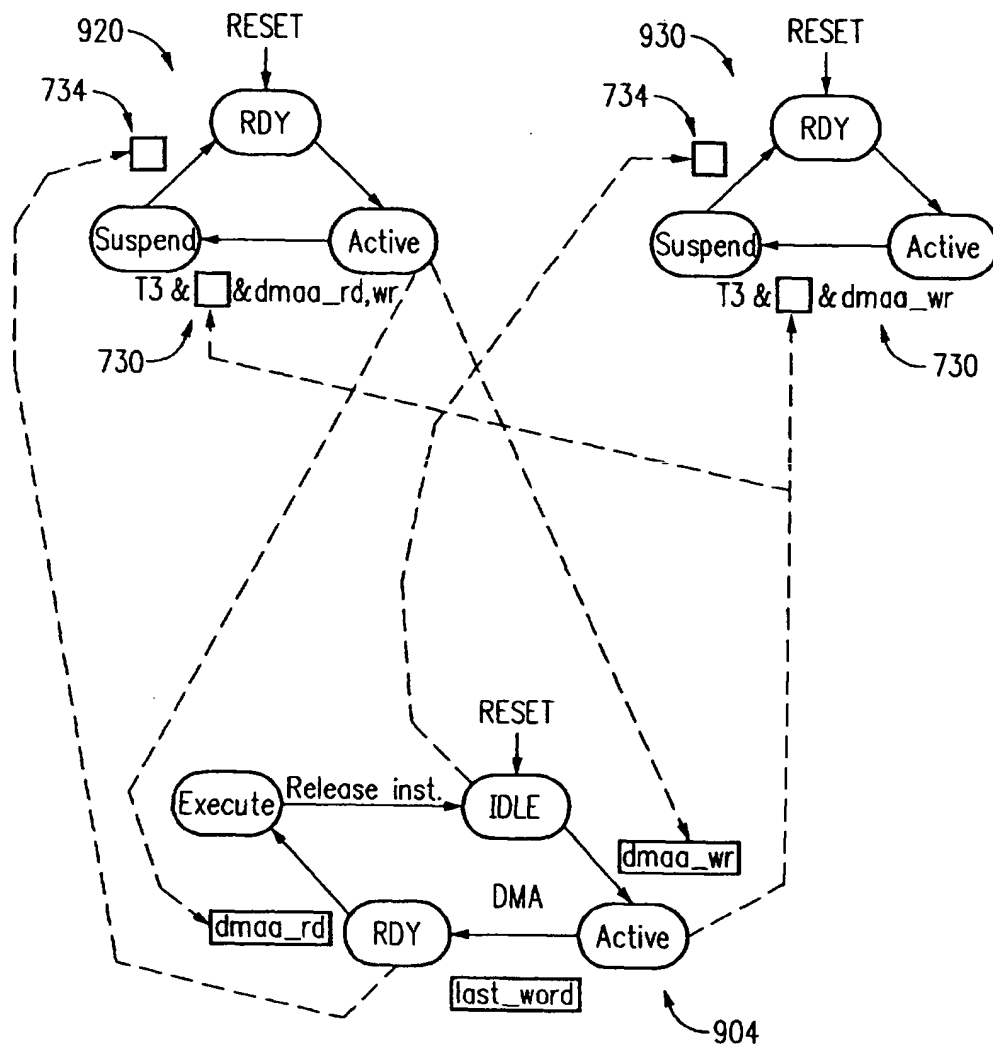 920
RESET
930
RESET
734
RDY
734
RDY
Suspend
Active
Suspend
Active
T3 & &dmaa_rd,wr
T3 & &dmaa_wr
730
730
RESET
Execute
Release inst.
IDLE
dmaa_wr
DMA
dmaa_rd
RDY
Active
last_word
904